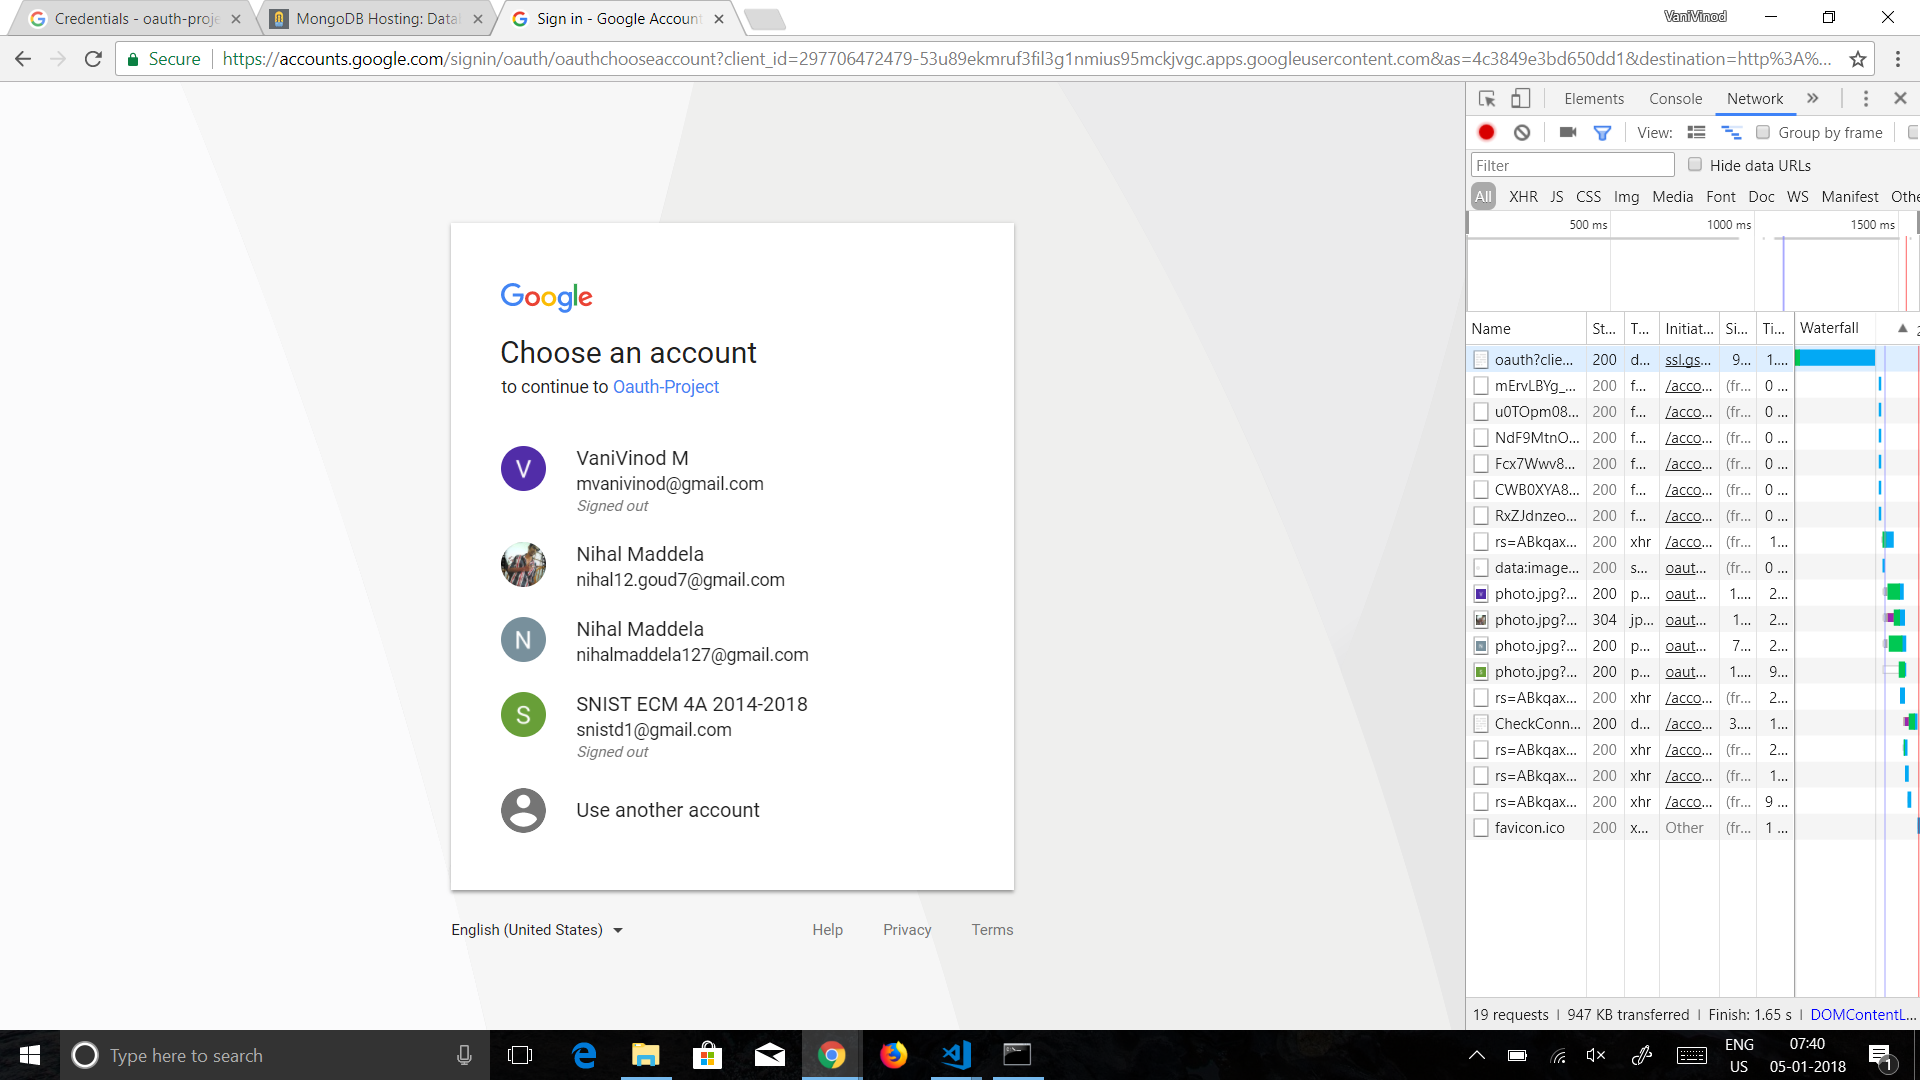 Credentials - oauth-proje
MongoDB Hosting: Datab
Sign in - Google Account
VaniVinod
Secure
https://accounts.google.com/signin/oauth/oauthchooseaccount?client_id=297706472479-53u89ekmruf3fil3g1nmius95mckjvgc.apps.googleusercontent.com&as=4c3849e3bd650dd1&destination=http%3A%...
Elements Console Network
View: Group by frame
Filter Hide data URLs
All XHR JS CSS Img Media Font Doc WS Manifest Othe
500 ms 1000 ms 1500 ms
Name St... T... Initiat... Si... Ti... Waterfall
oauth?clie... 200 d... ssl.gs... 9... 1....
mErvLBYg_... 200 f... /acco... (fr... 0 ...
u0TOpm08... 200 f... /acco... (fr... 0 ...
NdF9MtnO... 200 f... /acco... (fr... 0 ...
Fcx7Wwv8... 200 f... /acco... (fr... 0 ...
CWB0XYA8... 200 f... /acco... (fr... 0 ...
RxZJdnzeo... 200 f... /acco... (fr... 0 ...
rs=ABkqax... 200 xhr /acco... (fr... 1...
data:image... 200 s... oaut... (fr... 0 ...
photo.jpg?... 200 p... oaut... 1.... 2...
photo.jpg?... 304 jp... oaut... 1... 2...
photo.jpg?... 200 p... oaut... 7... 2...
photo.jpg?... 200 p... oaut... 1.... 9...
rs=ABkqax... 200 xhr /acco... (fr... 2...
CheckConn... 200 d... /acco... 3.... 1...
rs=ABkqax... 200 xhr /acco... (fr... 2...
rs=ABkqax... 200 xhr /acco... (fr... 1...
rs=ABkqax... 200 xhr /acco... (fr... 9 ...
favicon.ico 200 x... Other (fr... 1 ...
19 requests | 947 KB transferred | Finish: 1.65 s | DOMContentL...
Google
Choose an account
to continue to Oauth-Project
V
VaniVinod M
mvanivinod@gmail.com
Signed out
Nihal Maddela
nihal12.goud7@gmail.com
N
Nihal Maddela
nihalmaddela127@gmail.com
S
SNIST ECM 4A 2014-2018
snistd1@gmail.com
Signed out
Use another account
English (United States) Help Privacy Terms
Type here to search
ENG
US
07:40
05-01-2018
1